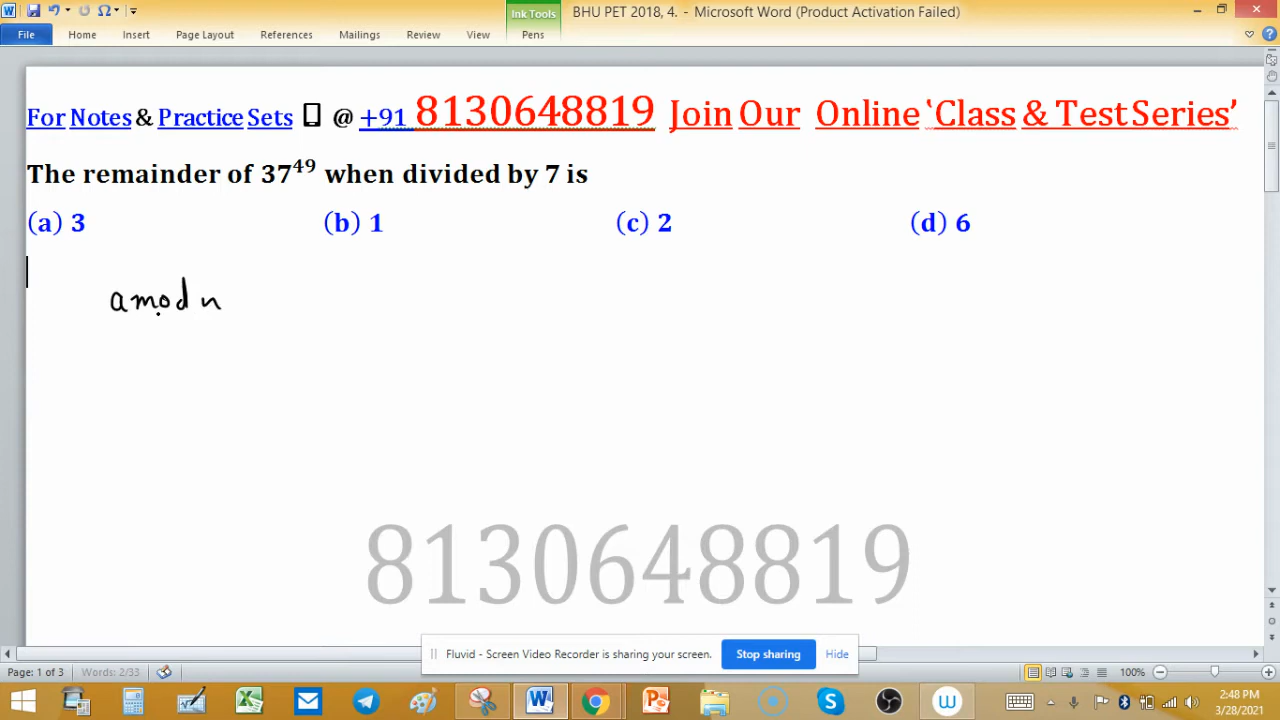 BHU PET 2018, 4. - Microsoft Word (Product Activation Failed)
Ink Tools
File Home Insert Page Layout References Mailings Review View Pens
For Notes & Practice Sets @ +91 8130648819 Join Our Online ‘Class & Test Series’
The remainder of 37⁴⁹ when divided by 7 is
(a) 3 (b) 1 (c) 2 (d) 6
a mod n
8130648819
Fluvid - Screen Video Recorder is sharing your screen. Stop sharing Hide
Page: 1 of 3 Words: 2/33 100%
2:48 PM
3/28/2021